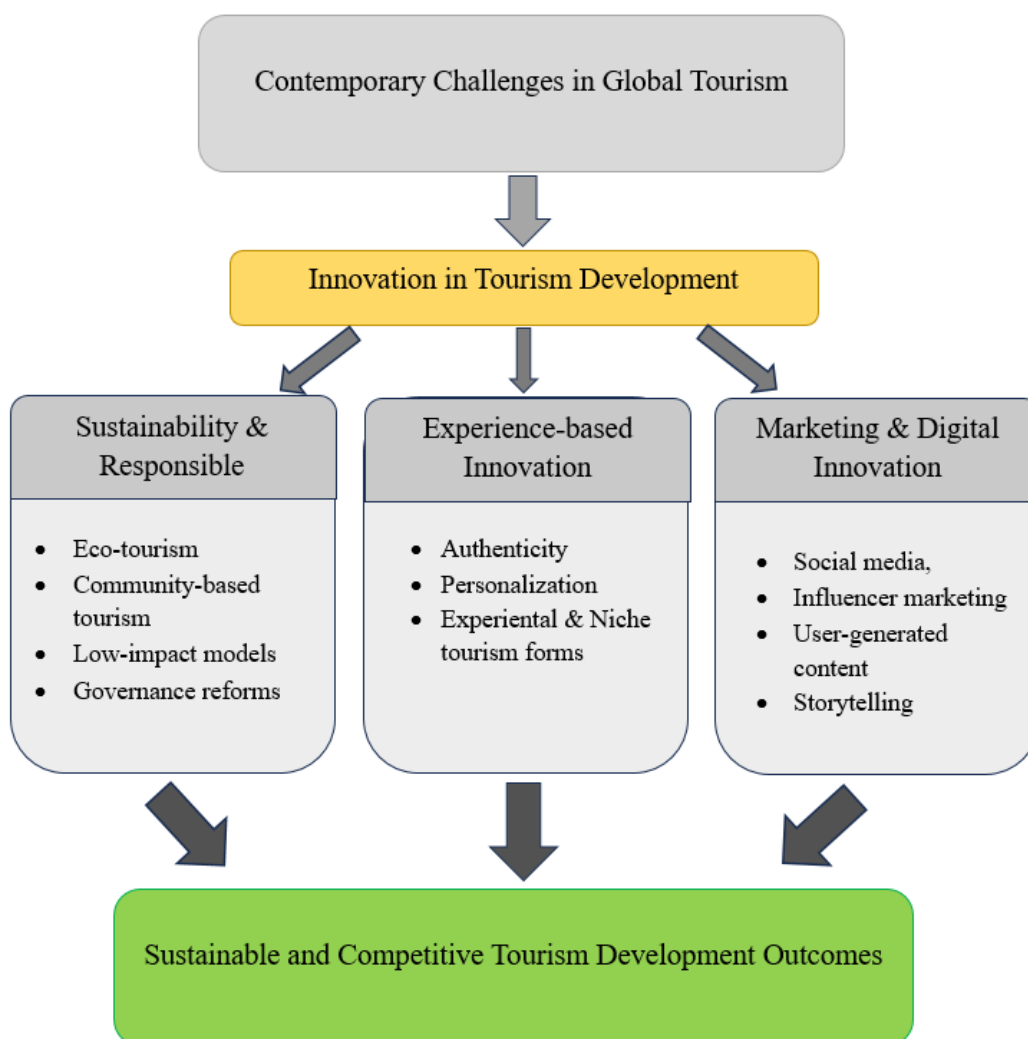 Contemporary Challenges in Global Tourism
Innovation in Tourism Development
Sustainability &
Responsible
• Eco-tourism
• Community-based
tourism
• Low-impact models
• Governance reforms
Experience-based
Innovation
• Authenticity
• Personalization
• Experiental & Niche
tourism forms
Marketing & Digital
Innovation
• Social media,
• Influencer marketing
• User-generated
content
• Storytelling
Sustainable and Competitive Tourism Development Outcomes